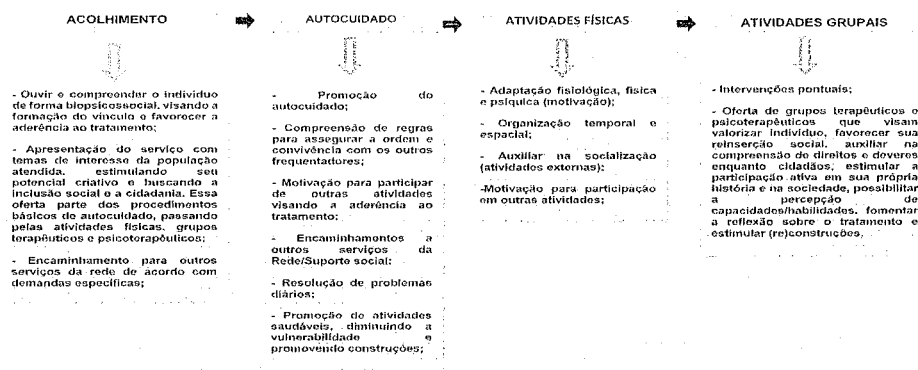 ACOLHIMENTO
- Ouvir e compreender o indivíduo
de forma biopsicossocial, visando a
formação do vínculo e favorecer a
aderência ao tratamento;
- Apresentação do serviço com
temas de interesse da população
atendida, estimulando seu
potencial criativo e buscando a
inclusão social e a cidadania. Essa
oferta parte dos procedimentos
básicos de autocuidado, passando
pelas atividades físicas, grupos
terapêuticos e psicoterapêuticos;
- Encaminhamento para outros
serviços da rede de acordo com
demandas específicas;
AUTOCUIDADO
- Promoção do
autocuidado;
- Compreensão de regras
para assegurar a ordem e
convivência com os outros
frequentadores;
- Motivação para participar
de outras atividades
visando a aderência ao
tratamento;
- Encaminhamentos a
outros serviços da
Rede/Suporte social;
- Resolução de problemas
diários;
- Promoção de atividades
saudáveis, diminuindo a
vulnerabilidade e
promovendo construções;
ATIVIDADES FÍSICAS
- Adaptação fisiológica, física
e psíquica (motivação);
- Organização temporal e
espacial;
- Auxiliar na socialização
(atividades externas);
-Motivação para participação
em outras atividades;
ATIVIDADES GRUPAIS
- Intervenções pontuais;
- Oferta de grupos terapêuticos e
psicoterapêuticos que visam
valorizar indivíduo, favorecer sua
reinserção social, auxiliar na
compreensão de direitos e deveres
enquanto cidadãos; estimular a
participação ativa em sua própria
história e na sociedade, possibilitar
a percepção de
capacidades/habilidades, fomentar
a reflexão sobre o tratamento e
estimular (re)construções.